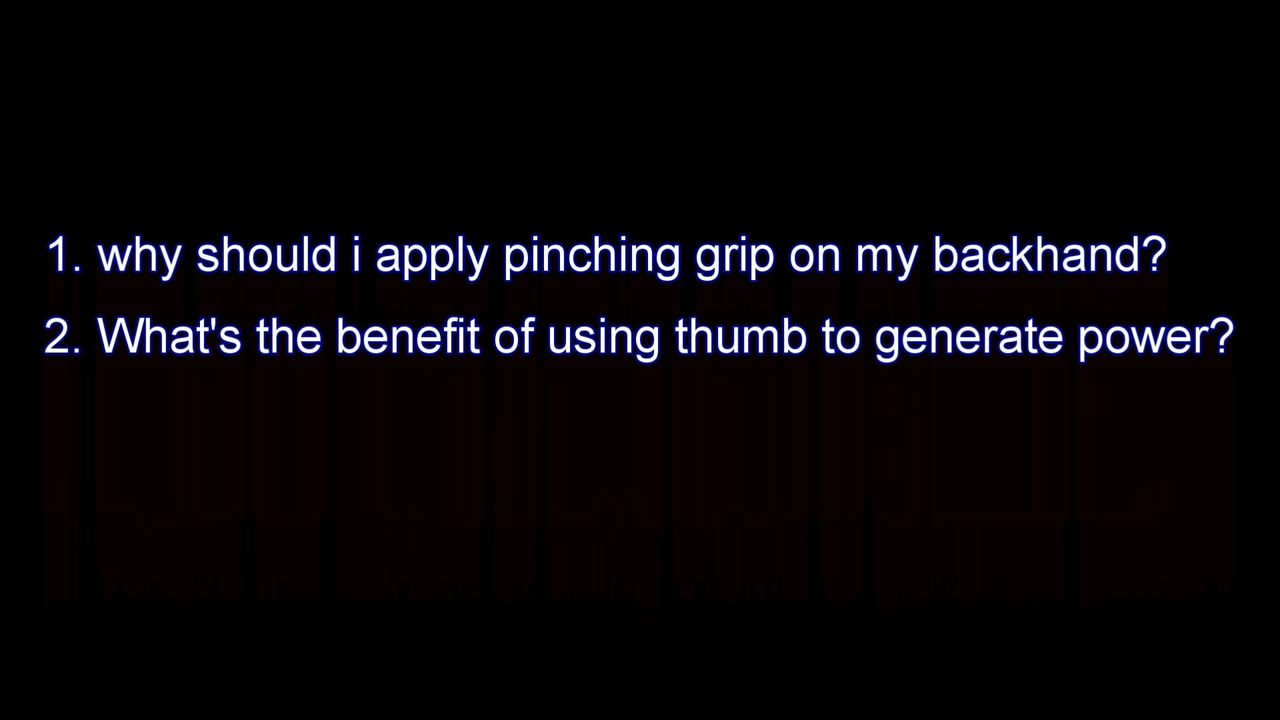 1. why should i apply pinching grip on my backhand?
2. What's the benefit of using thumb to generate power?